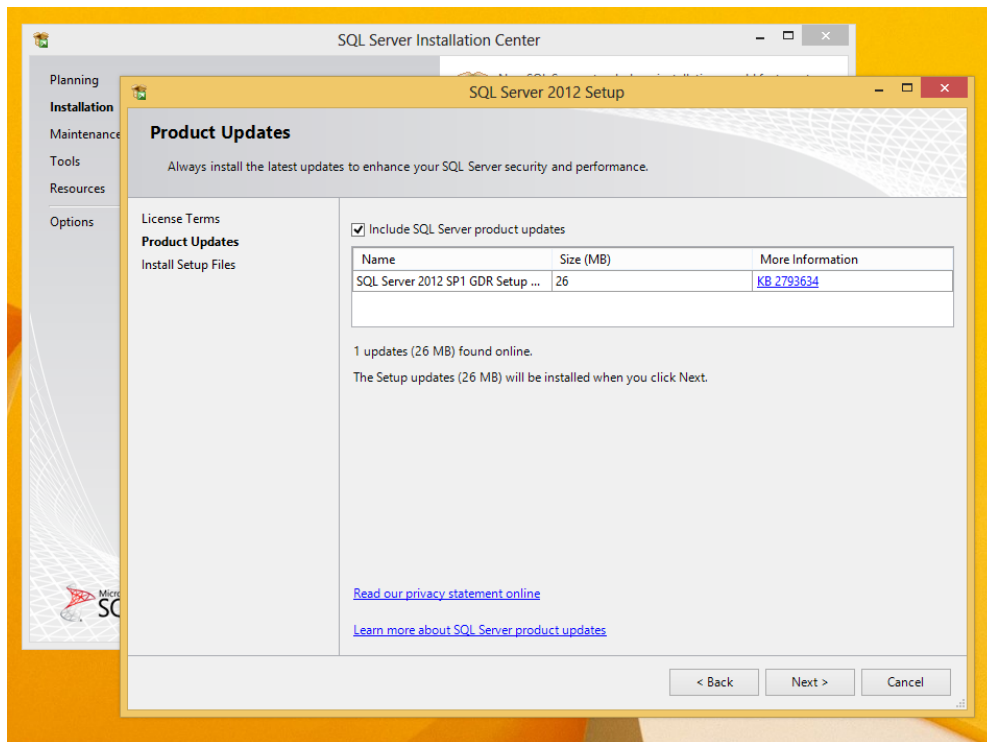 SQL Server Installation Center
Planning
Installation
Maintenance
Tools
Resources
Options
SQL Server 2012 Setup
Product Updates
Always install the latest updates to enhance your SQL Server security and performance.
License Terms
Product Updates
Install Setup Files
Include SQL Server product updates
Name Size (MB) More Information
SQL Server 2012 SP1 GDR Setup ... 26 KB 2793634
1 updates (26 MB) found online.
The Setup updates (26 MB) will be installed when you click Next.
Read our privacy statement online
Learn more about SQL Server product updates
< Back Next > Cancel